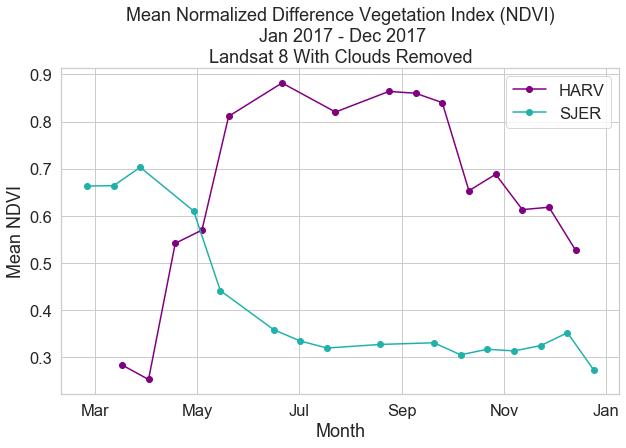 Mean Normalized Difference Vegetation Index (NDVI)
Jan 2017 - Dec 2017
Landsat 8 With Clouds Removed
0.9
0.8
0.7
0.6
0.5
0.4
0.3
Mean NDVI
HARV
SJER
Mar May Jul Sep Nov Jan
Month